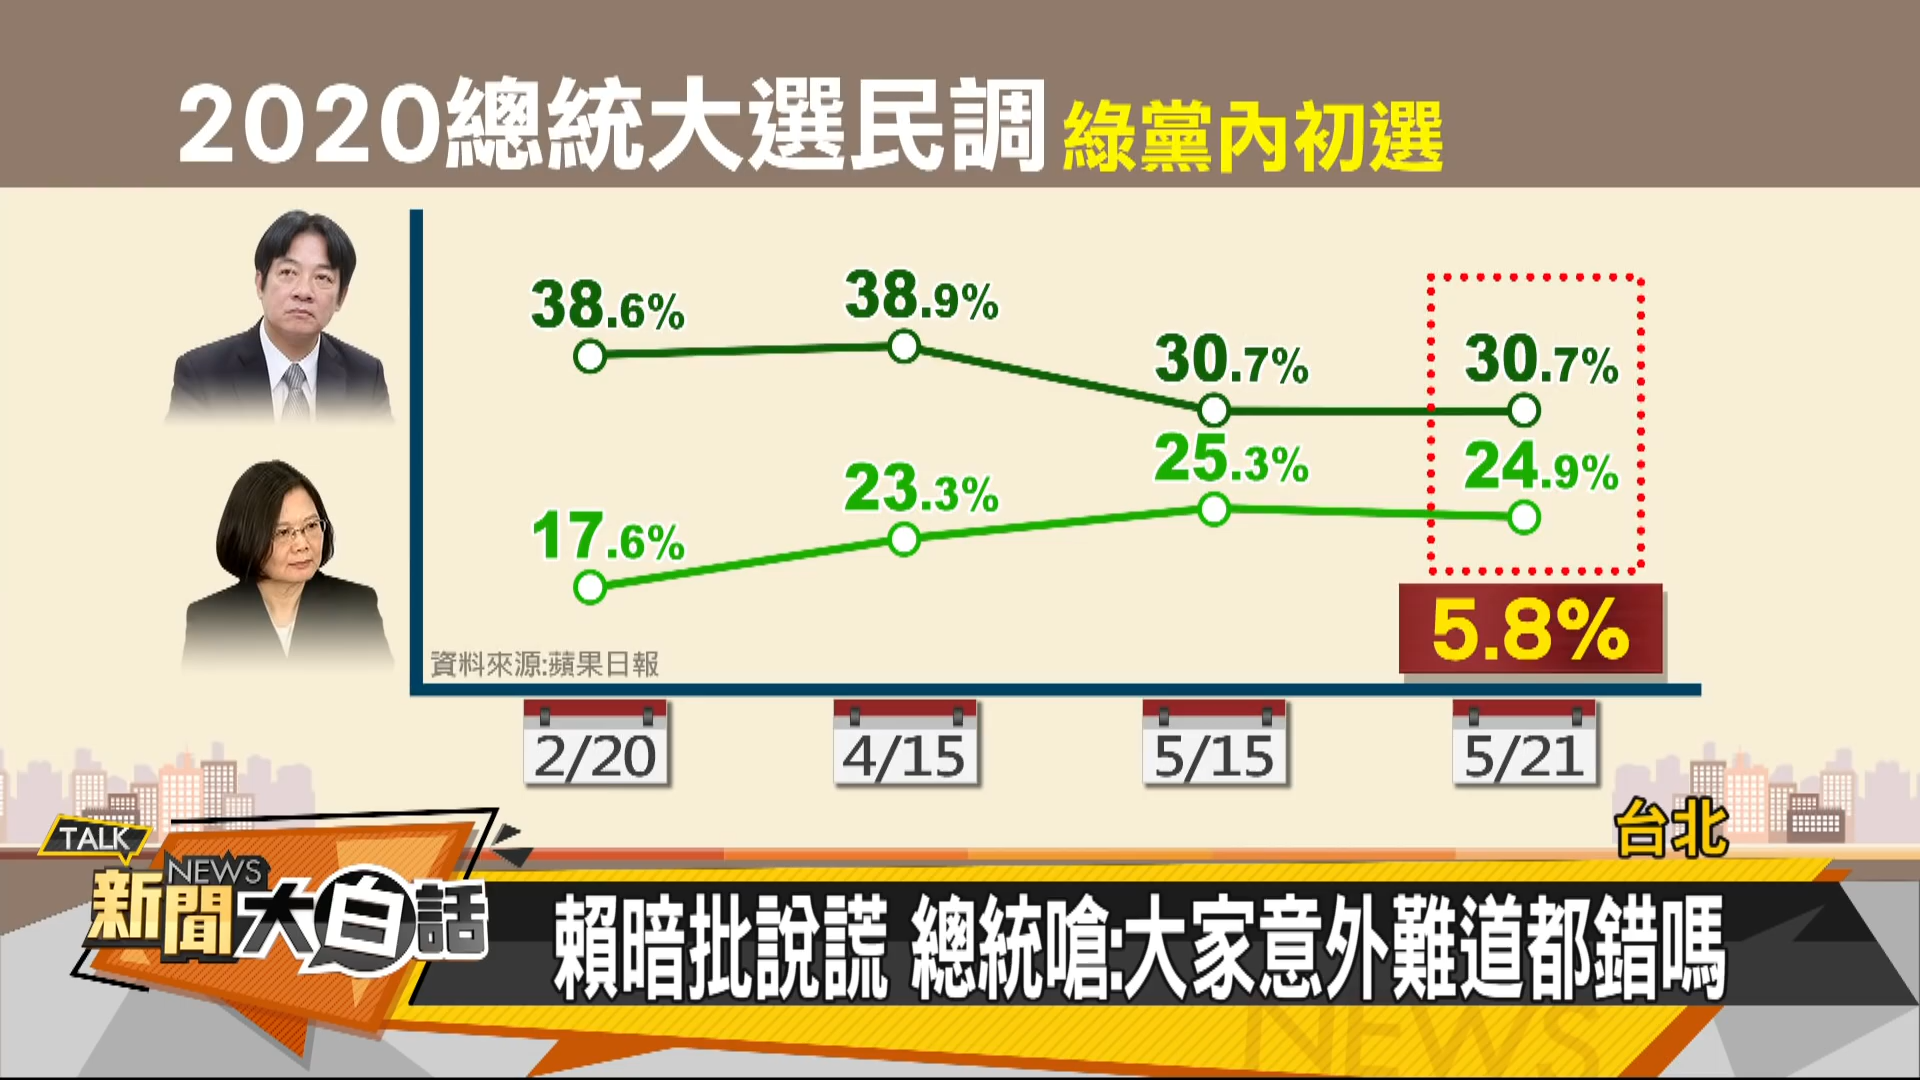 2020總統大選民調 綠黨內初選
38.6%
38.9%
30.7%
30.7%
17.6%
23.3%
25.3%
24.9%
5.8%
資料來源:蘋果日報
2/20
4/15
5/15
5/21
台北
TALK
NEWS
新聞大白話
賴暗批說謊 總統嗆:大家意外難道都錯嗎
NEWS